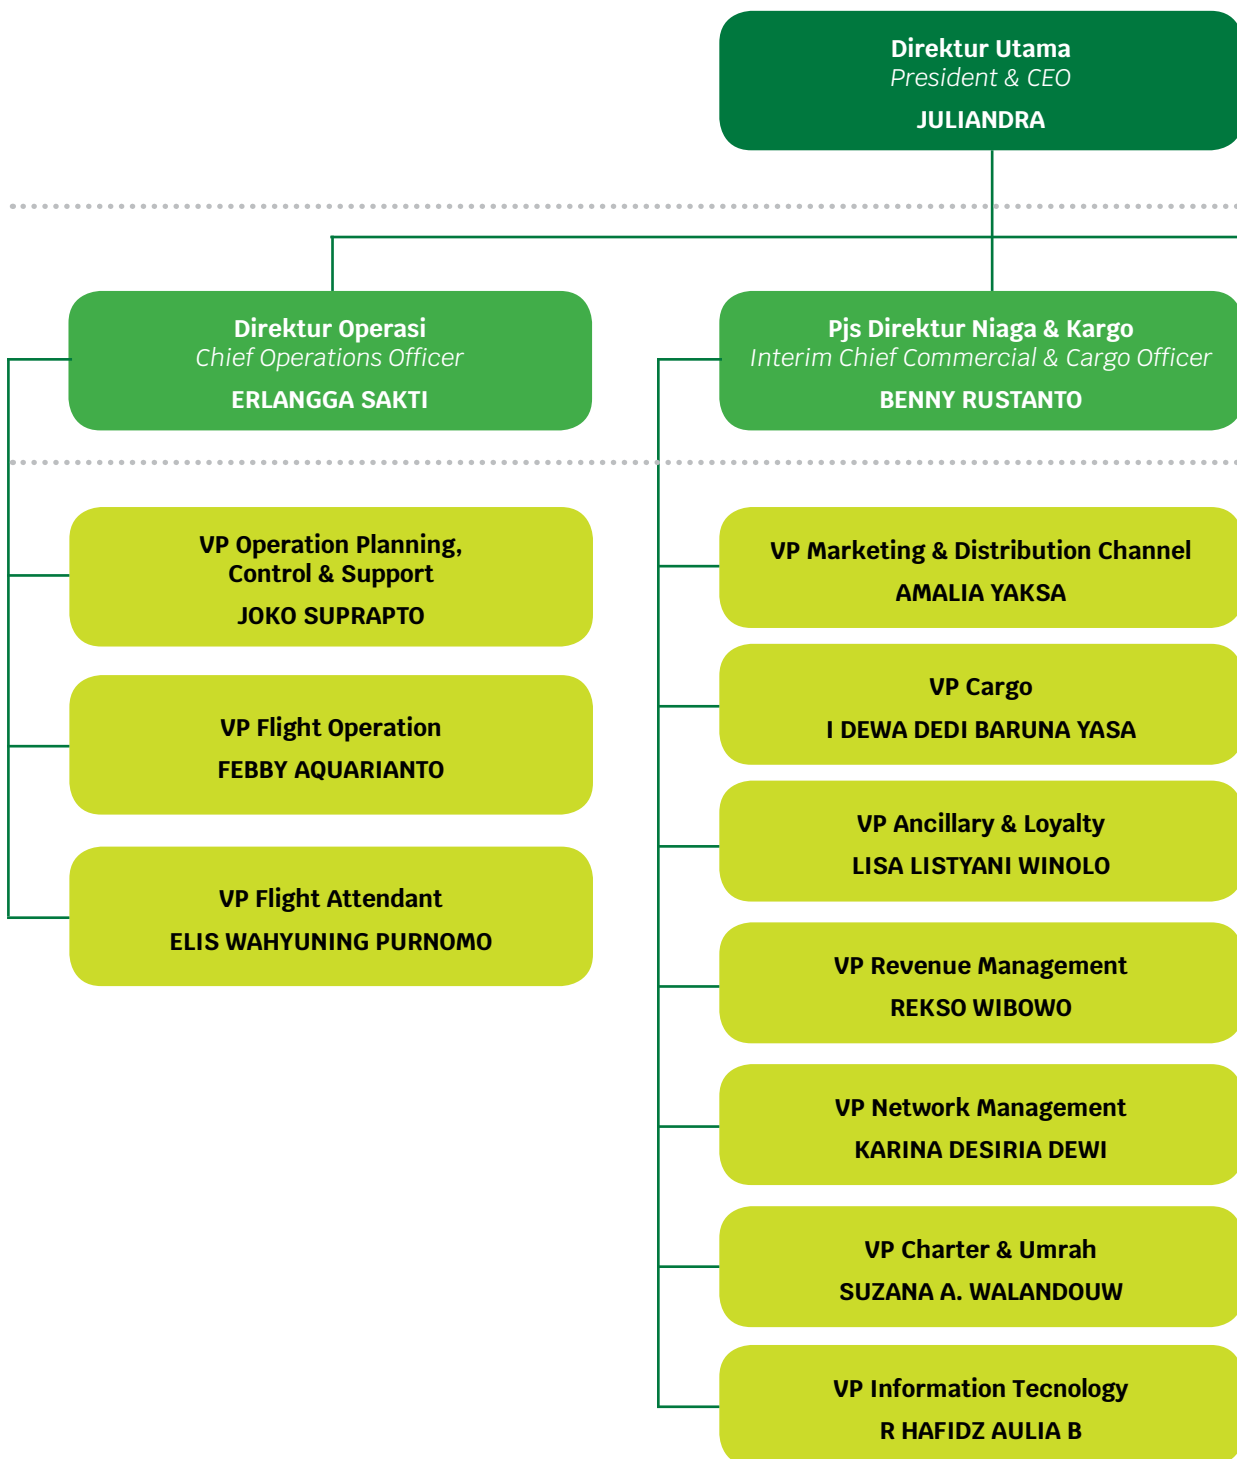 Direktur Utama
President & CEO
JULIANDRA
Direktur Operasi
Chief Operations Officer
ERLANGGA SAKTI
Pjs Direktur Niaga & Kargo
Interim Chief Commercial & Cargo Officer
BENNY RUSTANTO
VP Operation Planning,
Control & Support
JOKO SUPRAPTO
VP Flight Operation
FEBBY AQUARIANTO
VP Flight Attendant
ELIS WAHYUNING PURNOMO
VP Marketing & Distribution Channel
AMALIA YAKSA
VP Cargo
I DEWA DEDI BARUNA YASA
VP Ancillary & Loyalty
LISA LISTYANI WINOLO
VP Revenue Management
REKSO WIBOWO
VP Network Management
KARINA DESIRIA DEWI
VP Charter & Umrah
SUZANA A. WALANDOUW
VP Information Tecnology
R HAFIDZ AULIA B